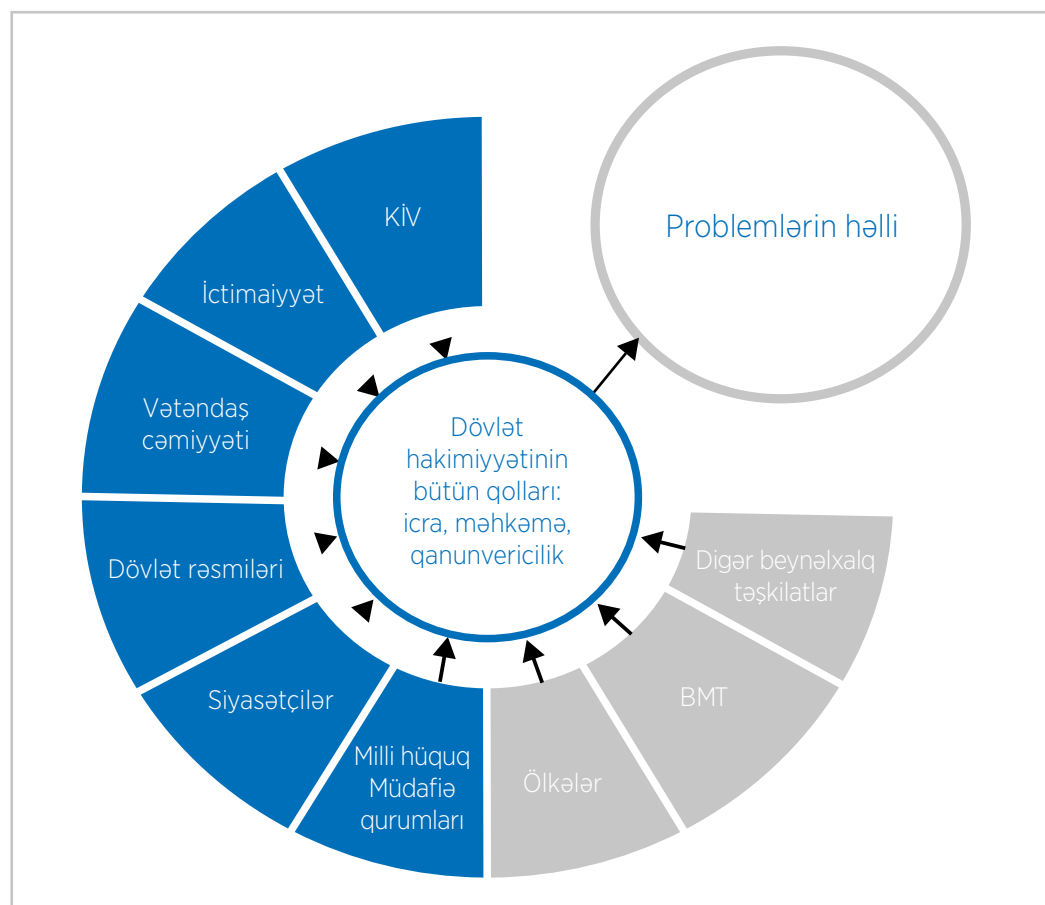 KİV
Problemlərin həlli
İctimaiyyət
Vətəndaş
cəmiyyəti
Dövlət
hakimiyyətinin
bütün qolları:
icra, məhkəmə,
qanunvericilik
Dövlət rəsmiləri
Digər beynəlxalq
təşkilatlar
Siyasətçilər
BMT
Milli hüquq
Müdafiə
qurumları
Ölkələr